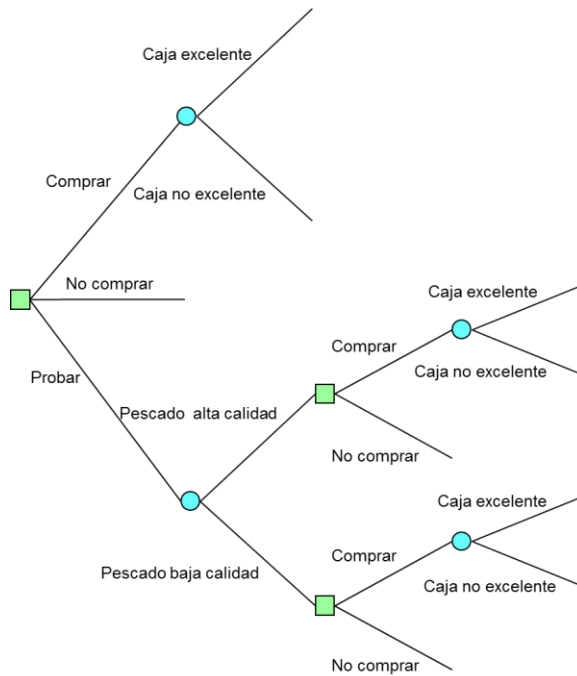 Caja excelente
Comprar
Caja no excelente
No comprar
Probar
Caja excelente
Comprar
Caja no excelente
Pescado alta calidad
No comprar
Caja excelente
Comprar
Pescado baja calidad
Caja no excelente
No comprar